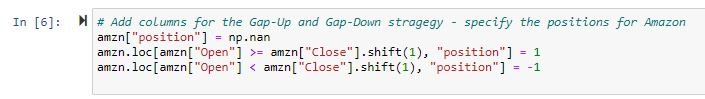 In [6]:
# Add columns for the Gap-Up and Gap-Down stragegy - specify the positions for Amazon
amzn["position"] = np.nan
amzn.loc[amzn["Open"] >= amzn["Close"].shift(1), "position"] = 1
amzn.loc[amzn["Open"] < amzn["Close"].shift(1), "position"] = -1